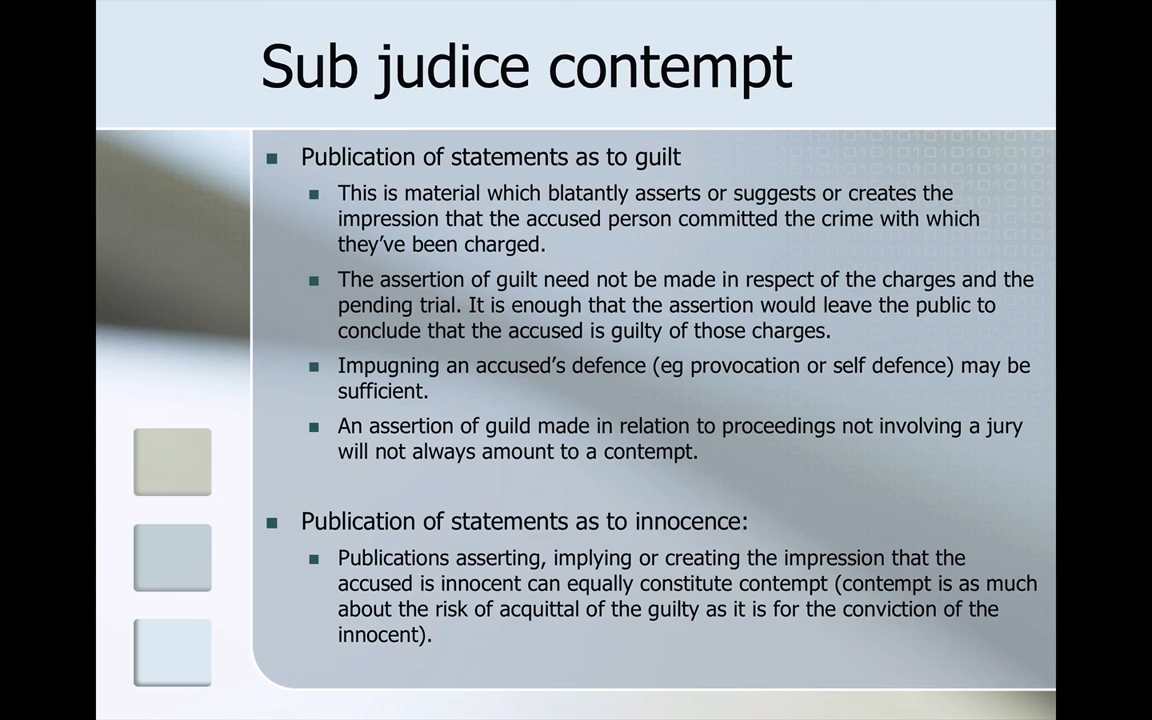 Sub judice contempt
Publication of statements as to guilt
This is material which blatantly asserts or suggests or creates the
impression that the accused person committed the crime with which
they've been charged.
The assertion of guilt need not be made in respect of the charges and the
pending trial. It is enough that the assertion would leave the public to
conclude that the accused is guilty of those charges.
Impugning an accused's defence (eg provocation or self defence) may be
sufficient.
An assertion of guild made in relation to proceedings not involving a jury
will not always amount to a contempt.
Publication of statements as to innocence:
Publications asserting, implying or creating the impression that the
accused is innocent can equally constitute contempt (contempt is as much
about the risk of acquittal of the guilty as it is for the conviction of the
innocent).